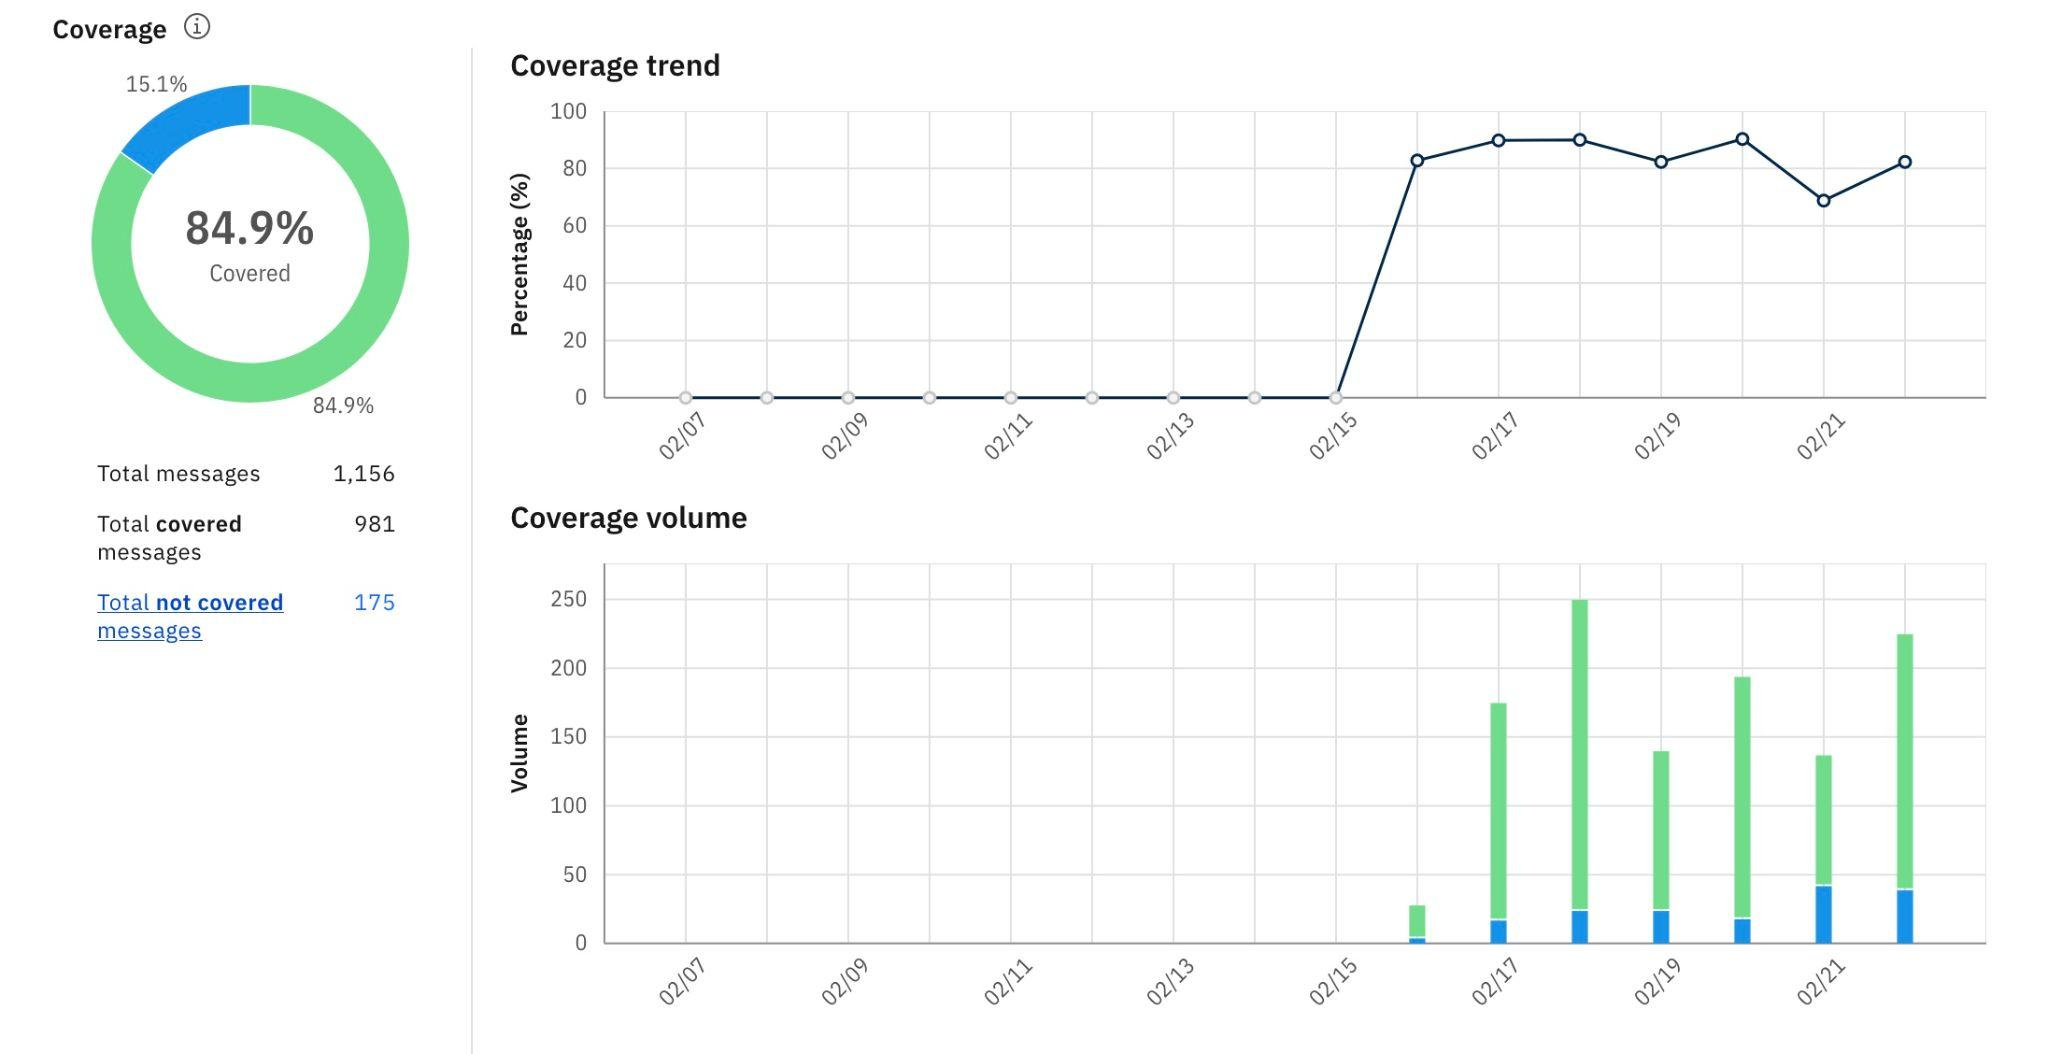 Coverage
15.1%
84.9%
Covered
84.9%
Total messages 1,156
Total covered 981
messages
Total not covered 175
messages
Coverage trend
Percentage (%)
100
80
60
40
20
0
02/07 02/09 02/11 02/13 02/15 02/17 02/19 02/21
Coverage volume
Volume
250
200
150
100
50
0
02/07 02/09 02/11 02/13 02/15 02/17 02/19 02/21